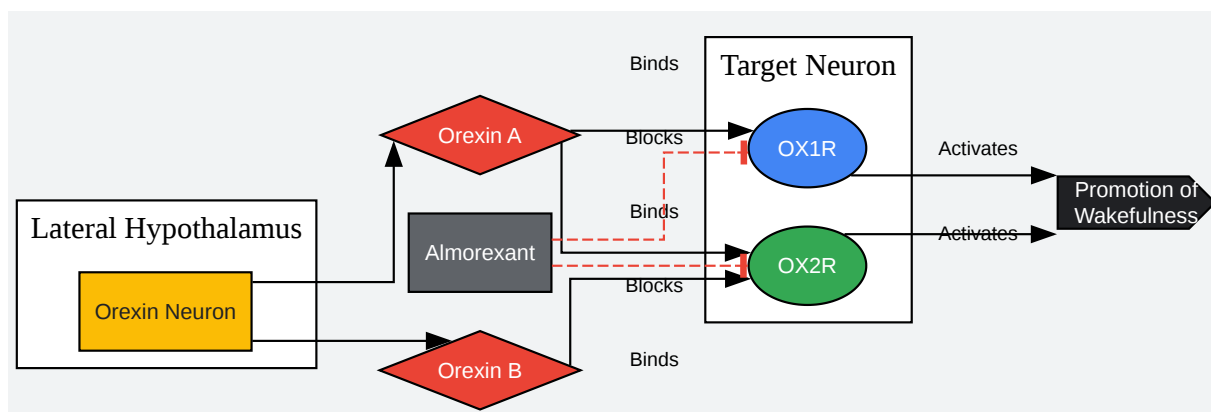 Binds
Target Neuron
Orexin A
Blocks
OX1R
Activates
Promotion of
Wakefulness
Lateral Hypothalamus
Binds
Almorexant
Activates
OX2R
Blocks
Orexin Neuron
Binds
Orexin B